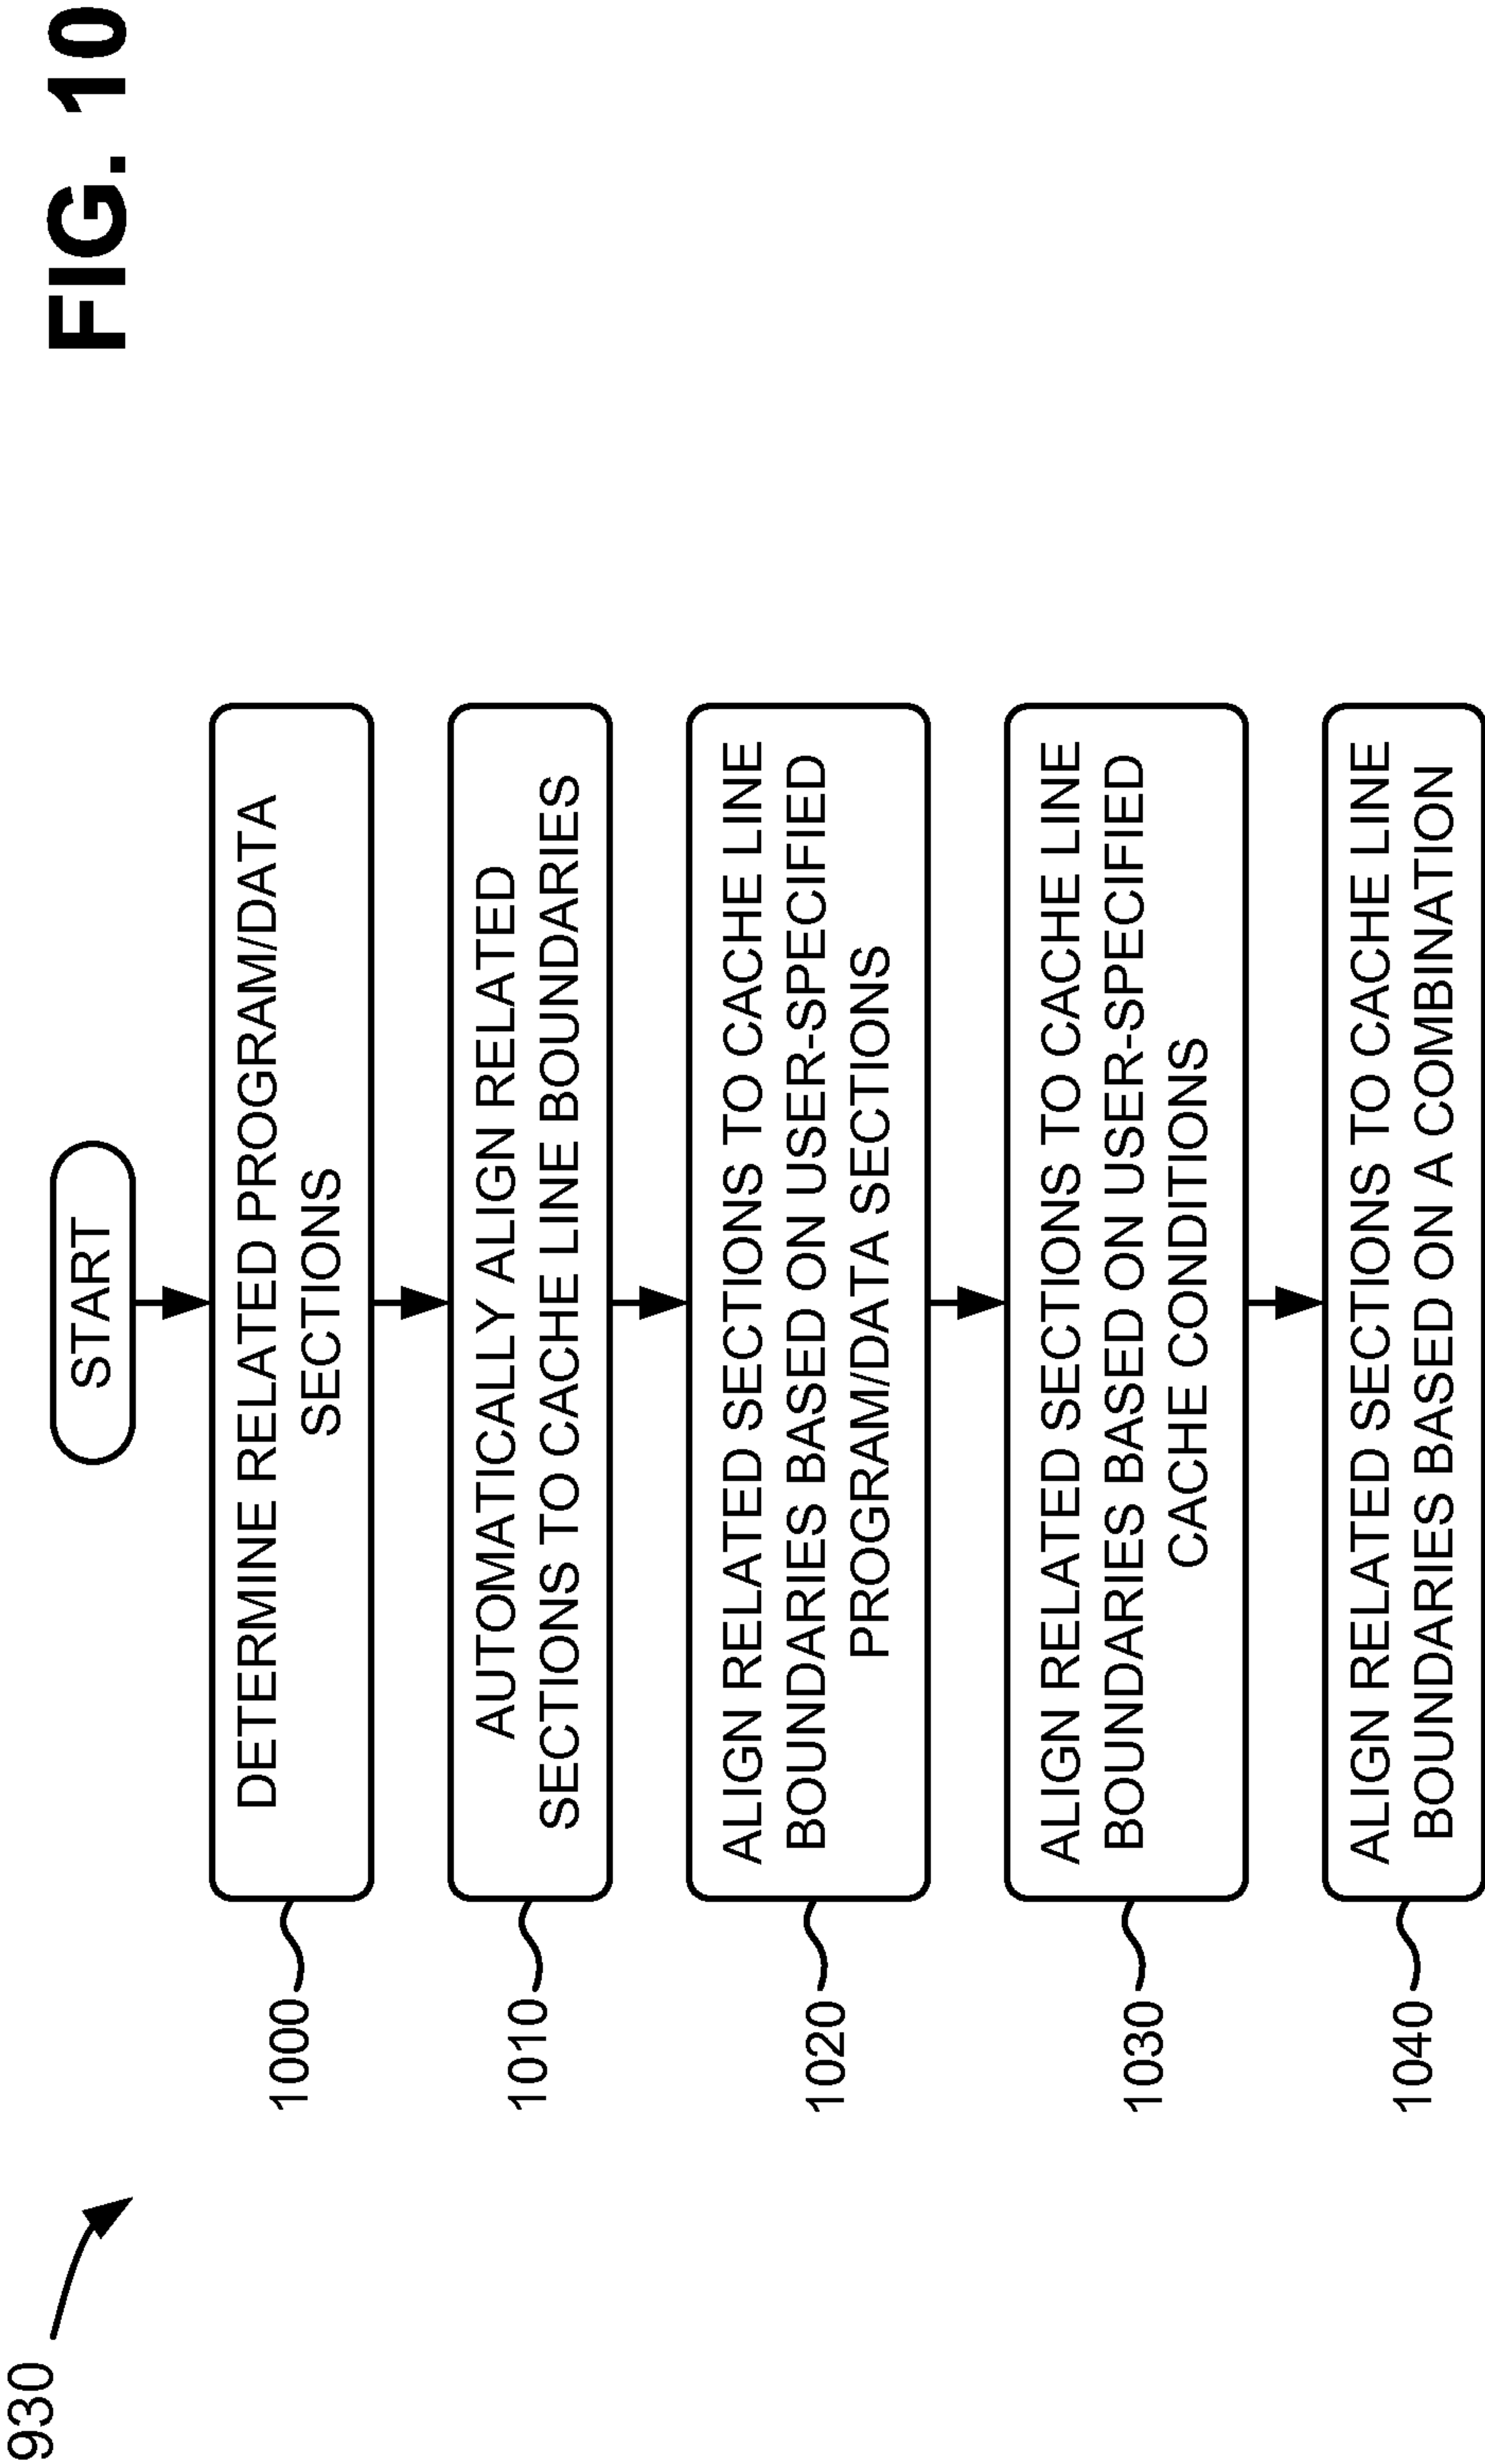 FIG. 10
930
START
1000
DETERMINE RELATED PROGRAM/DATA
SECTIONS
1010
AUTOMATICALLY ALIGN RELATED
SECTIONS TO CACHE LINE BOUNDARIES
1020
ALIGN RELATED SECTIONS TO CACHE LINE
BOUNDARIES BASED ON USER-SPECIFIED
PROGRAM/DATA SECTIONS
1030
ALIGN RELATED SECTIONS TO CACHE LINE
BOUNDARIES BASED ON USER-SPECIFIED
CACHE CONDITIONS
1040
ALIGN RELATED SECTIONS TO CACHE LINE
BOUNDARIES BASED ON A COMBINATION